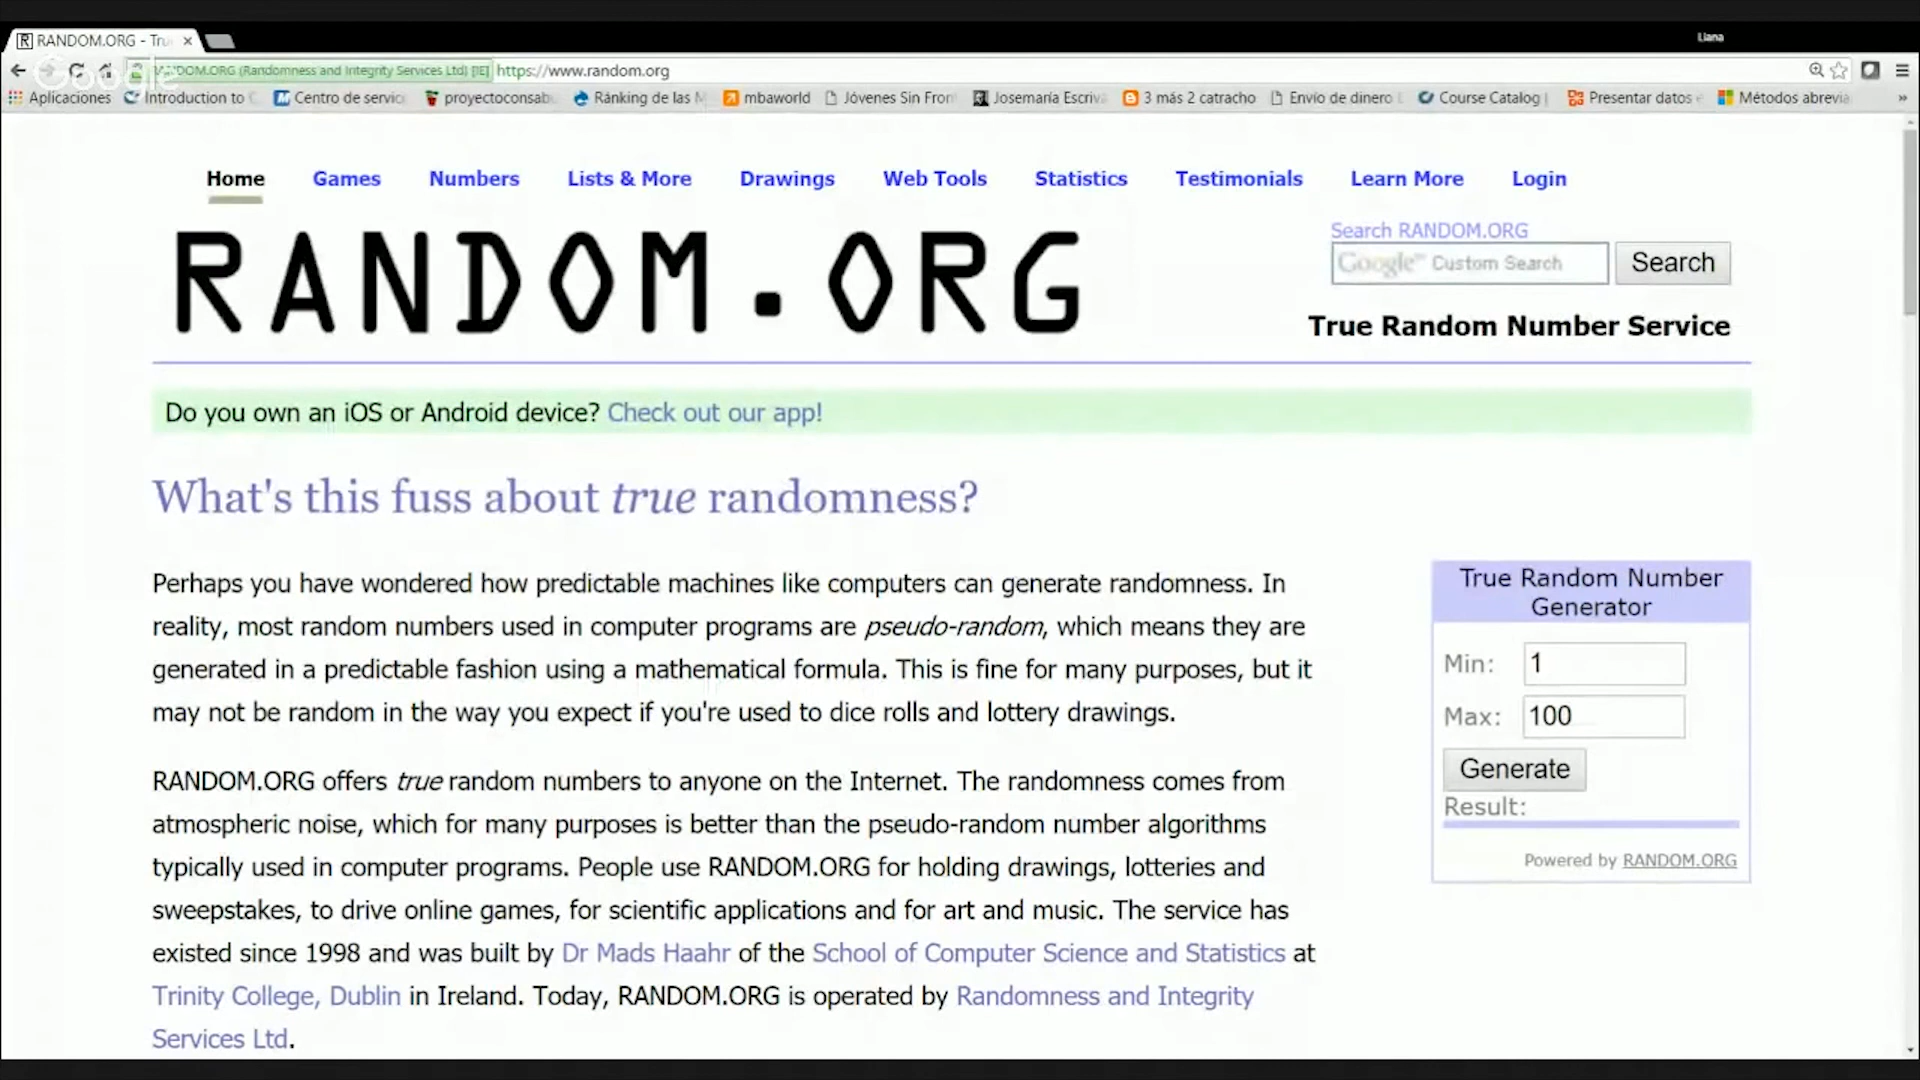 RANDOM.ORG - Tru
Liana
Google
DOM.ORG (Randomness and Integrity Services Ltd) [IE] https://www.random.org
Aplicaciones Introduction to C Centro de servic proyectoconsab Ránking de las M mbaworld Jóvenes Sin Fron Josemaría Escriv 3 más 2 catracho Envío de dinero Course Catalog | Presentar datos e Métodos abrevia »
Home Games Numbers Lists & More Drawings Web Tools Statistics Testimonials Learn More Login
RANDOM.ORG
Search RANDOM.ORG
Google™ Custom Search Search
True Random Number Service
Do you own an iOS or Android device? Check out our app!
What's this fuss about true randomness?
Perhaps you have wondered how predictable machines like computers can generate randomness. In
reality, most random numbers used in computer programs are pseudo-random, which means they are
generated in a predictable fashion using a mathematical formula. This is fine for many purposes, but it
may not be random in the way you expect if you're used to dice rolls and lottery drawings.
RANDOM.ORG offers true random numbers to anyone on the Internet. The randomness comes from
atmospheric noise, which for many purposes is better than the pseudo-random number algorithms
typically used in computer programs. People use RANDOM.ORG for holding drawings, lotteries and
sweepstakes, to drive online games, for scientific applications and for art and music. The service has
existed since 1998 and was built by Dr Mads Haahr of the School of Computer Science and Statistics at
Trinity College, Dublin in Ireland. Today, RANDOM.ORG is operated by Randomness and Integrity
Services Ltd.
True Random Number
Generator
Min: 1
Max: 100
Generate
Result:
Powered by RANDOM.ORG